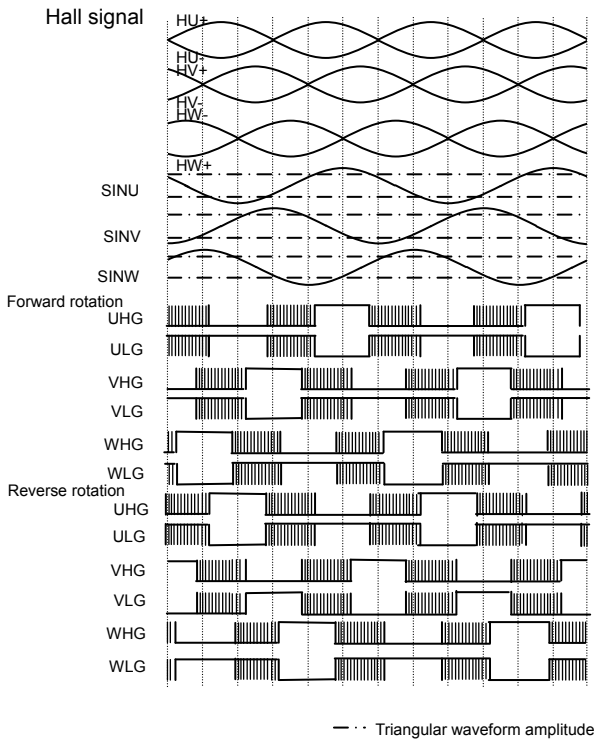 Hall signal
HU+
HU-
HV+
HV-
HW-
HW+
SINU
SINV
SINW
Forward rotation
UHG
ULG
VHG
VLG
WHG
WLG
Reverse rotation
UHG
ULG
VHG
VLG
WHG
WLG
Triangular waveform amplitude